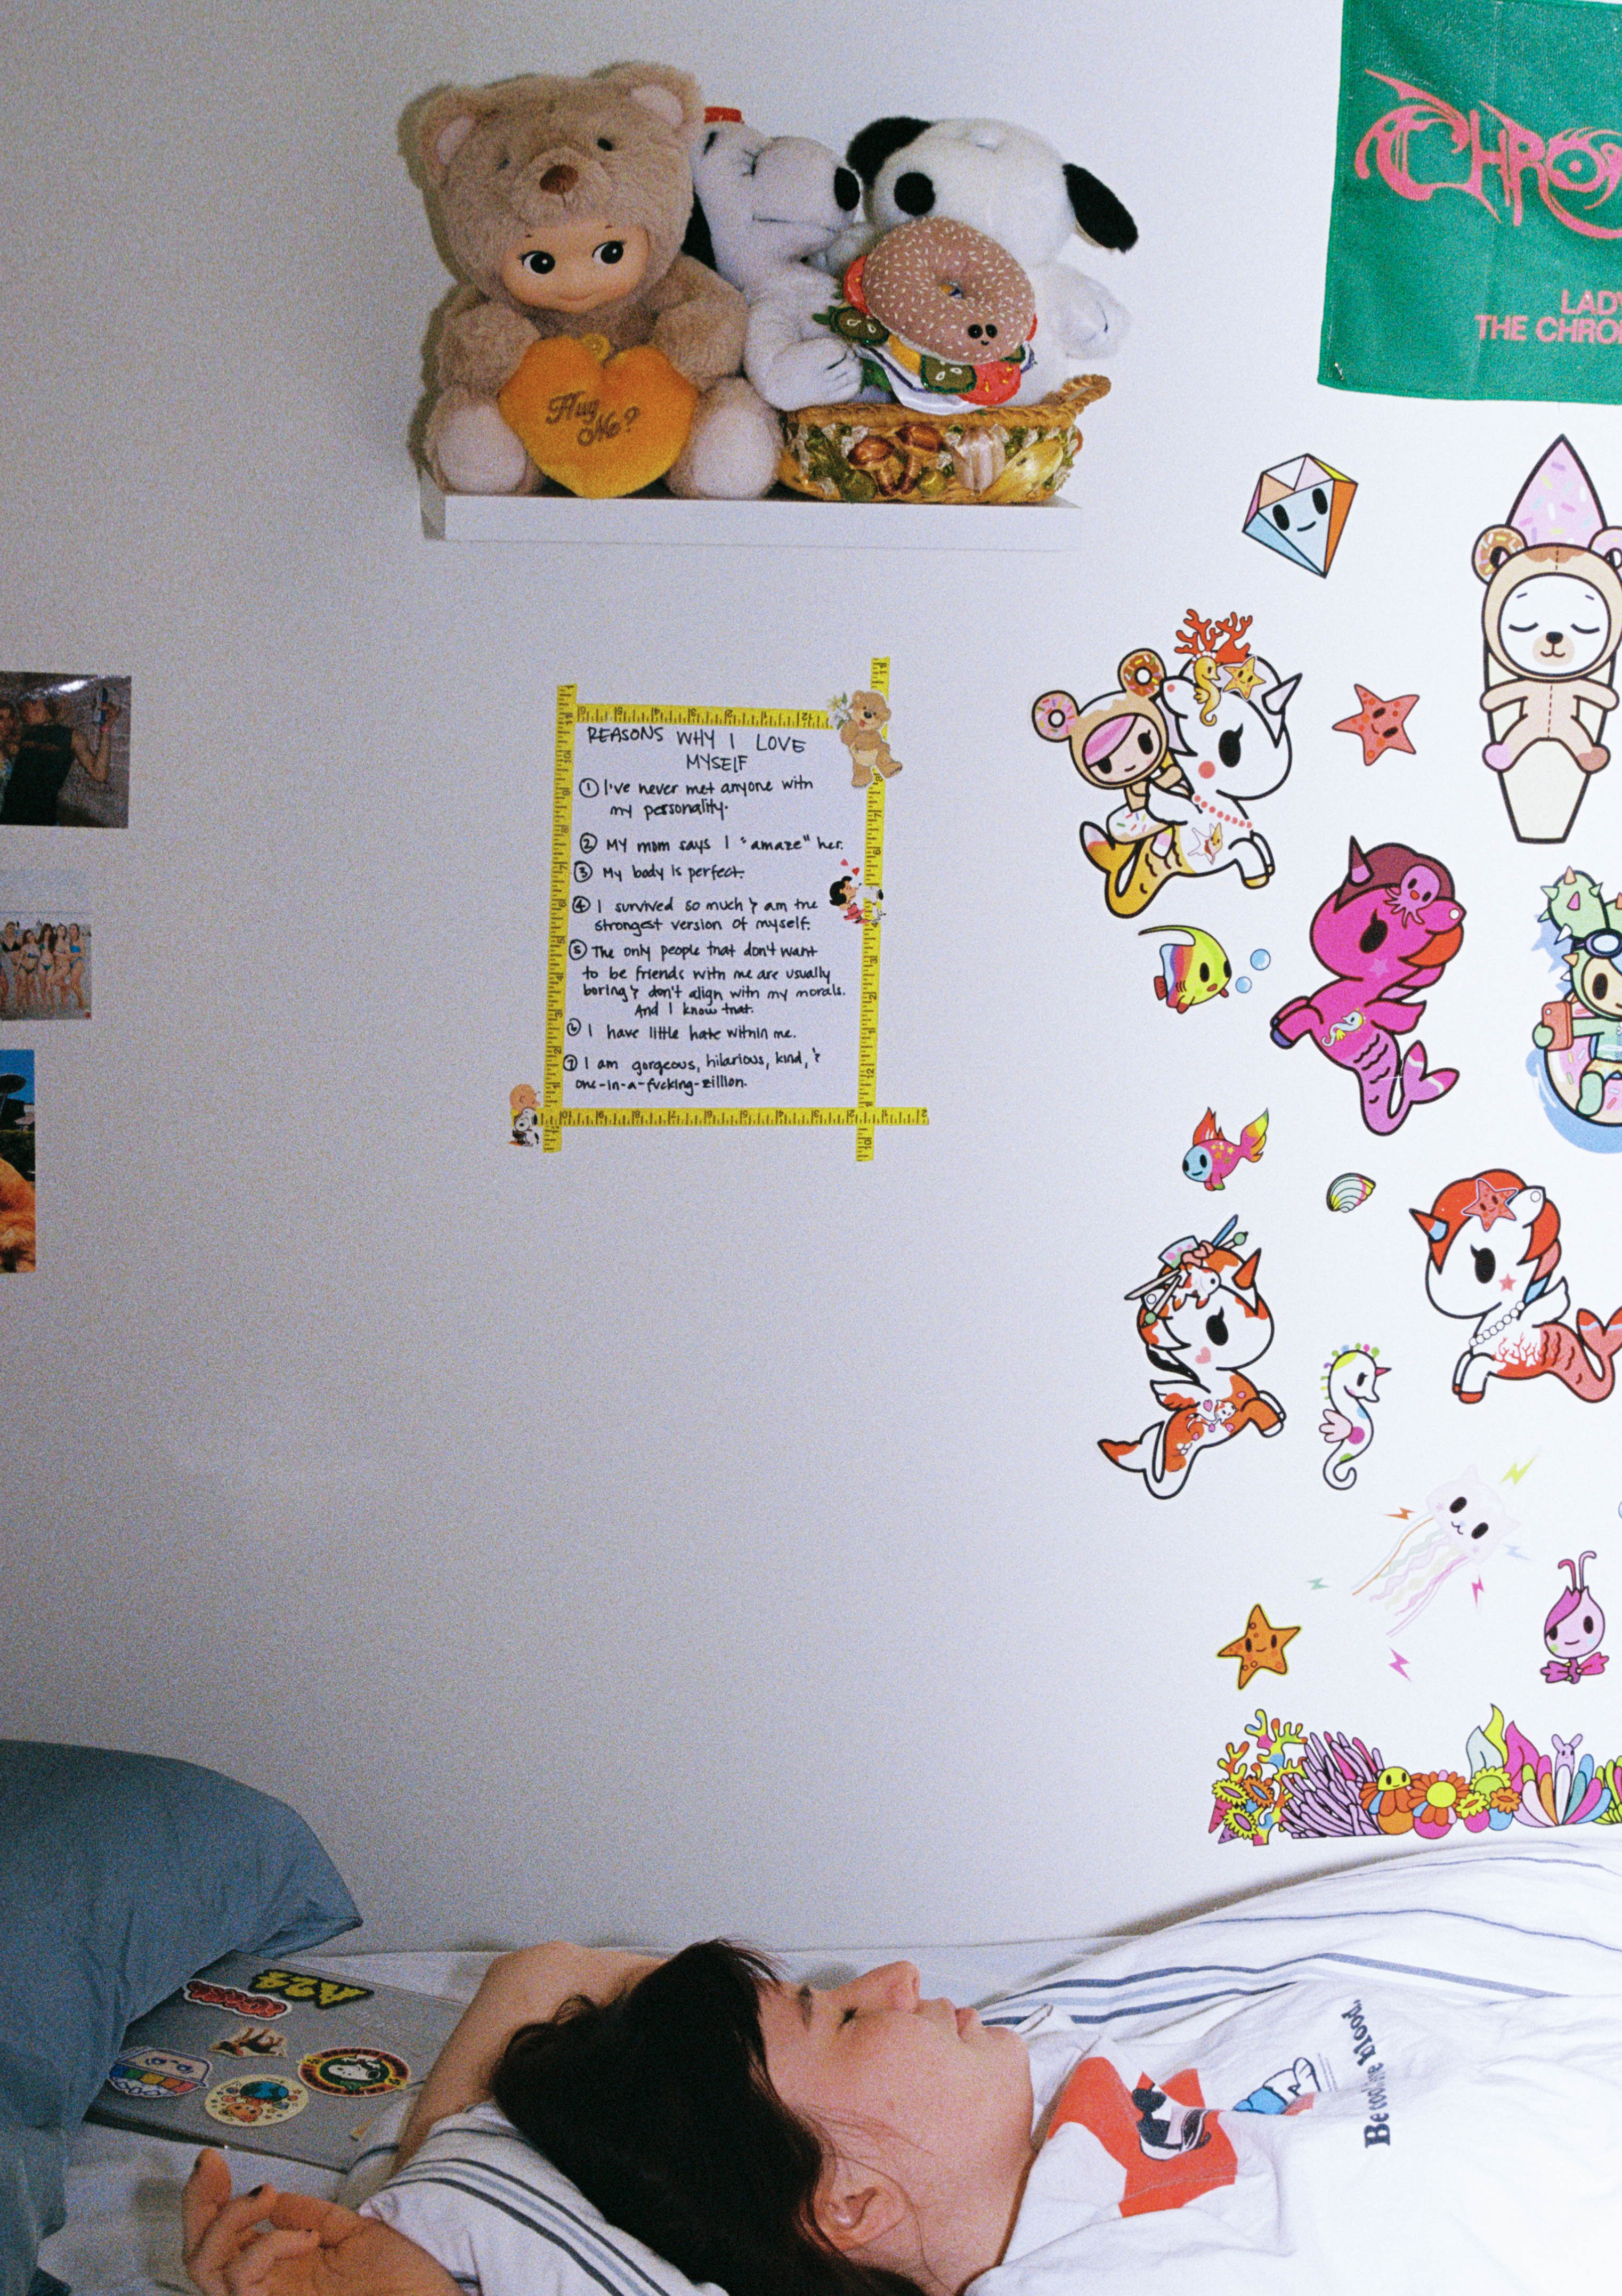 CHRO
LADY
THE CHRO
Hug
Me?
REASONS WHY I LOVE
MYSELF
① I've never met anyone with
my personality.
② MY mom says I "amaze" her.
③ My body is perfect.
④ I survived so much & am the
strongest version of myself.
⑤ The only people that don't want
to be friends with me are usually
boring & don't align with my morals.
And I know that.
⑥ I have little hate within me.
⑦ I am gorgeous, hilarious, kind, &
one-in-a-fucking-zillion.
Be cool, be blood.